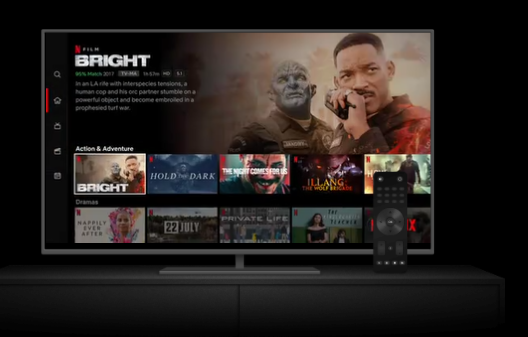 N FILM
BRIGHT
95% Match 2017 TV-MA 1h 57m HD 5.1
In an LA rife with interspecies tensions, a
human cop and his orc partner stumble on a
powerful object and become embroiled in a
prophesied turf war.
Action & Adventure
BRIGHT
HOLD THE DARK
THE NIGHT COMES FOR US
ILLANG:
THE WOLF BRIGADE
Dramas
HAPPILY
EVER
AFTER
22 JULY
PRIVATE LIFE